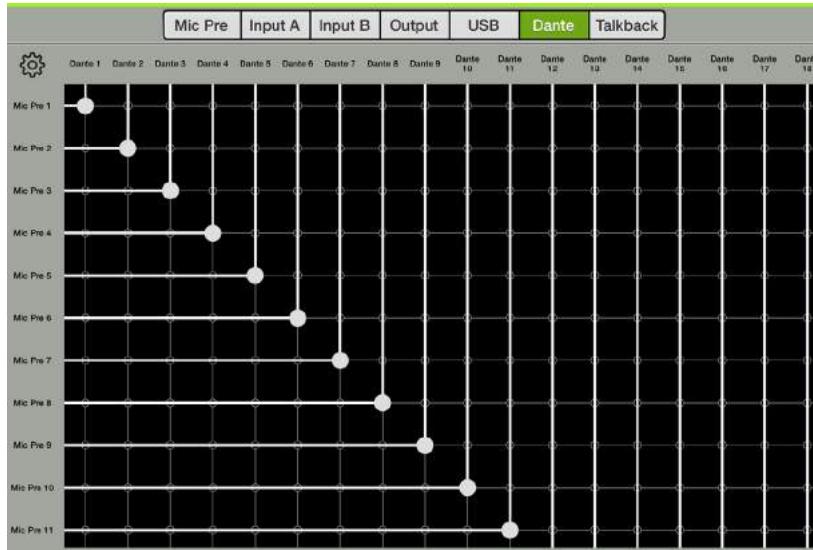 Mic Pre Input A Input B Output USB Dante Talkback
Dante 1 Dante 2 Dante 3 Dante 4 Dante 5 Dante 6 Dante 7 Dante 8 Dante 9 Dante 10 Dante 11 Dante 12 Dante 13 Dante 14 Dante 15 Dante 16 Dante 17 Dante 18
Mic Pre 1
Mic Pre 2
Mic Pre 3
Mic Pre 4
Mic Pre 5
Mic Pre 6
Mic Pre 7
Mic Pre 8
Mic Pre 9
Mic Pre 10
Mic Pre 11